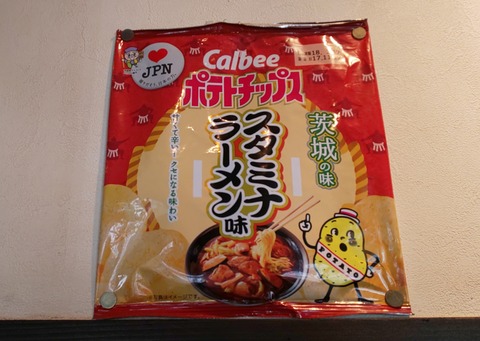 Calbee
ポテトチップス
JPN
茨城の味
スタミナ
ラーメン味
甘くて辛い!クセになる味わい
POTATO